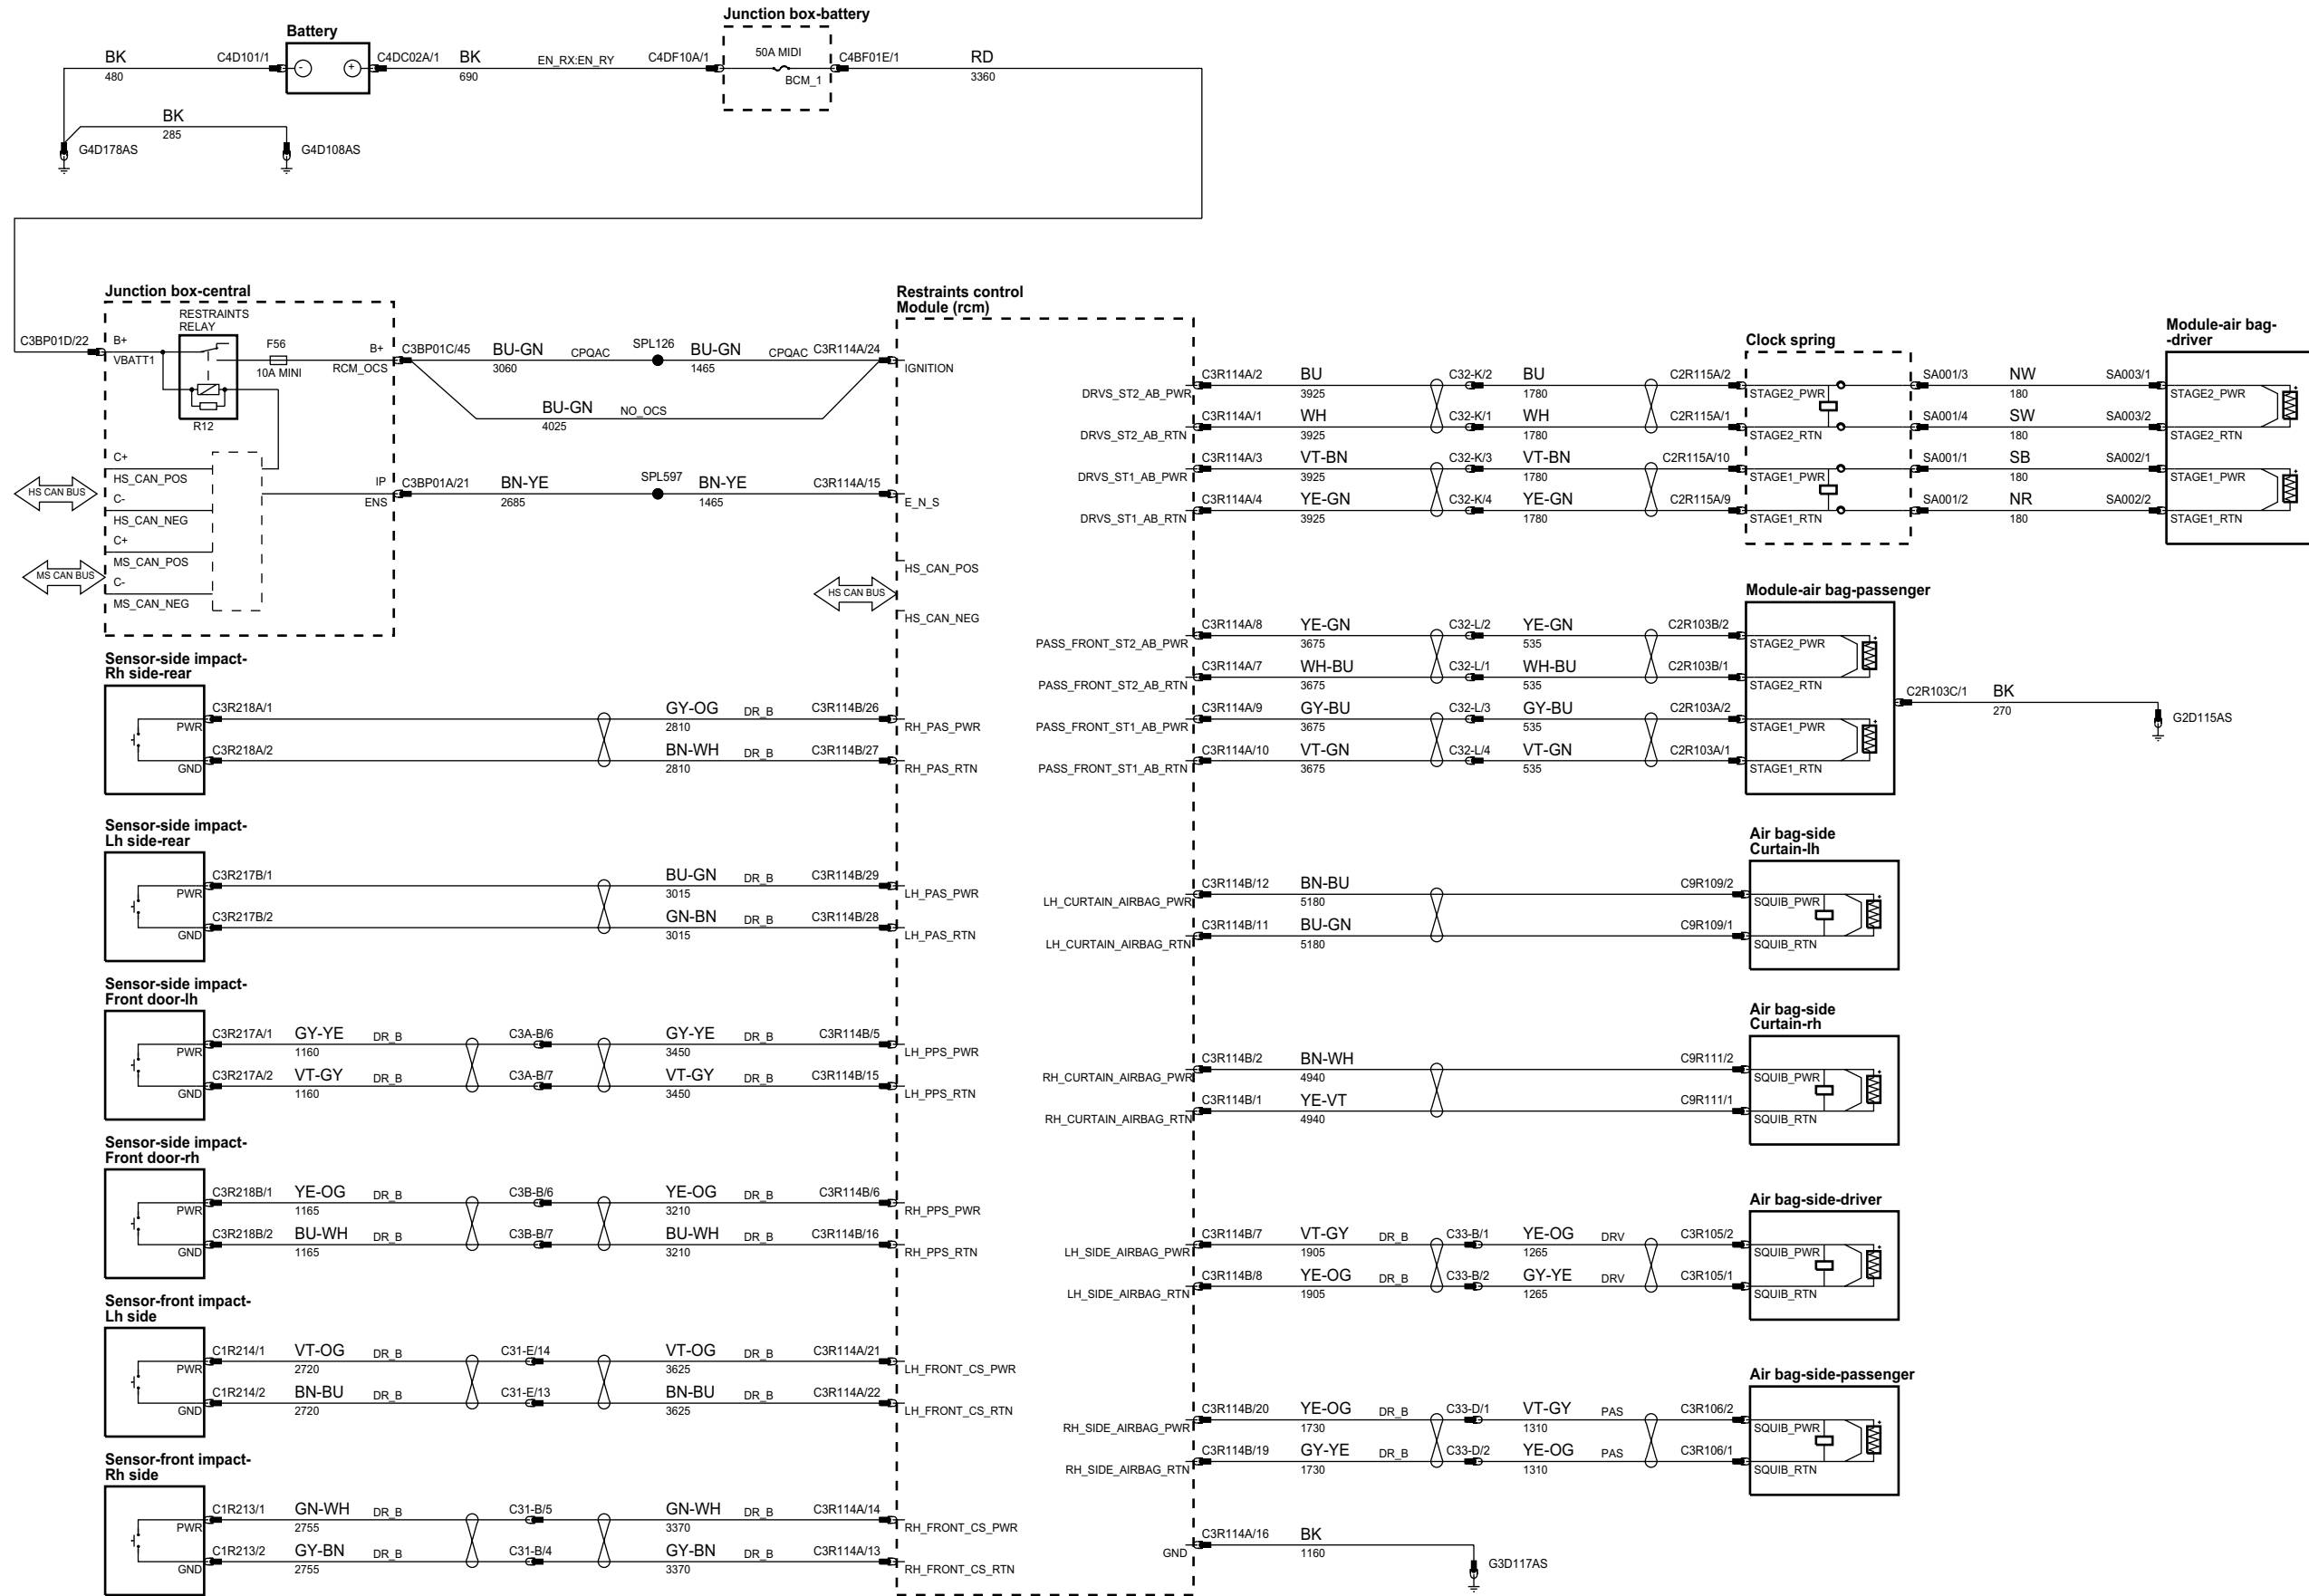 Junction box-battery
Battery
BK
480
C4D101/1
-
+
C4DC02A/1
BK
690
EN_RX:EN_RY
C4DF10A/1
50A MIDI
BCM_1
C4BF01E/1
RD
3360
BK
285
G4D178AS
G4D108AS
Junction box-central
RESTRAINTS
RELAY
C3BP01D/22
B+
VBATT1
F56
10A MINI
R12
B+
RCM_OCS
C3BP01C/45
BU-GN
3060
CPQAC
SPL126
BU-GN
1465
CPQAC
C3R114A/24
BU-GN
4025
NO_OCS
C+
HS_CAN_POS
C-
HS_CAN_NEG
C+
MS_CAN_POS
C-
MS_CAN_NEG
HS CAN BUS
MS CAN BUS
IP
ENS
C3BP01A/21
BN-YE
2685
SPL597
BN-YE
1465
C3R114A/15
Restraints control
Module (rcm)
IGNITION
E_N_S
HS_CAN_POS
HS CAN BUS
HS_CAN_NEG
Sensor-side impact-
Rh side-rear
PWR
C3R218A/1
GY-OG
2810
DR_B
C3R114B/26
RH_PAS_PWR
GND
C3R218A/2
BN-WH
2810
DR_B
C3R114B/27
RH_PAS_RTN
Sensor-side impact-
Lh side-rear
PWR
C3R217B/1
BU-GN
3015
DR_B
C3R114B/29
LH_PAS_PWR
GND
C3R217B/2
GN-BN
3015
DR_B
C3R114B/28
LH_PAS_RTN
Sensor-side impact-
Front door-lh
PWR
C3R217A/1
GY-YE
1160
DR_B
C3A-B/6
GY-YE
3450
DR_B
C3R114B/5
LH_PPS_PWR
GND
C3R217A/2
VT-GY
1160
DR_B
C3A-B/7
VT-GY
3450
DR_B
C3R114B/15
LH_PPS_RTN
Sensor-side impact-
Front door-rh
PWR
C3R218B/1
YE-OG
1165
DR_B
C3B-B/6
YE-OG
3210
DR_B
C3R114B/6
RH_PPS_PWR
GND
C3R218B/2
BU-WH
1165
DR_B
C3B-B/7
BU-WH
3210
DR_B
C3R114B/16
RH_PPS_RTN
Sensor-front impact-
Lh side
PWR
C1R214/1
VT-OG
2720
DR_B
C31-E/14
VT-OG
3625
DR_B
C3R114A/21
LH_FRONT_CS_PWR
GND
C1R214/2
BN-BU
2720
DR_B
C31-E/13
BN-BU
3625
DR_B
C3R114A/22
LH_FRONT_CS_RTN
Sensor-front impact-
Rh side
PWR
C1R213/1
GN-WH
2755
DR_B
C31-B/5
GN-WH
3370
DR_B
C3R114A/14
RH_FRONT_CS_PWR
GND
C1R213/2
GY-BN
2755
DR_B
C31-B/4
GY-BN
3370
DR_B
C3R114A/13
RH_FRONT_CS_RTN
Clock spring
Module-air bag-
-driver
DRVS_ST2_AB_PWR
C3R114A/2
BU
3925
C32-K/2
BU
1780
C2R115A/2
STAGE2_PWR
SA001/3
NW
180
SA003/1
STAGE2_PWR
DRVS_ST2_AB_RTN
C3R114A/1
WH
3925
C32-K/1
WH
1780
C2R115A/1
STAGE2_RTN
SA001/4
SW
180
SA003/2
STAGE2_RTN
DRVS_ST1_AB_PWR
C3R114A/3
VT-BN
3925
C32-K/3
VT-BN
1780
C2R115A/10
STAGE1_PWR
SA001/1
SB
180
SA002/1
STAGE1_PWR
DRVS_ST1_AB_RTN
C3R114A/4
YE-GN
3925
C32-K/4
YE-GN
1780
C2R115A/9
STAGE1_RTN
SA001/2
NR
180
SA002/2
STAGE1_RTN
Module-air bag-passenger
PASS_FRONT_ST2_AB_PWR
C3R114A/8
YE-GN
3675
C32-L/2
YE-GN
535
C2R103B/2
STAGE2_PWR
PASS_FRONT_ST2_AB_RTN
C3R114A/7
WH-BU
3675
C32-L/1
WH-BU
535
C2R103B/1
STAGE2_RTN
C2R103C/1
BK
270
G2D115AS
PASS_FRONT_ST1_AB_PWR
C3R114A/9
GY-BU
3675
C32-L/3
GY-BU
535
C2R103A/2
STAGE1_PWR
PASS_FRONT_ST1_AB_RTN
C3R114A/10
VT-GN
3675
C32-L/4
VT-GN
535
C2R103A/1
STAGE1_RTN
Air bag-side
Curtain-lh
LH_CURTAIN_AIRBAG_PWR
C3R114B/12
BN-BU
5180
C9R109/2
SQUIB_PWR
LH_CURTAIN_AIRBAG_RTN
C3R114B/11
BU-GN
5180
C9R109/1
SQUIB_RTN
Air bag-side
Curtain-rh
RH_CURTAIN_AIRBAG_PWR
C3R114B/2
BN-WH
4940
C9R111/2
SQUIB_PWR
RH_CURTAIN_AIRBAG_RTN
C3R114B/1
YE-VT
4940
C9R111/1
SQUIB_RTN
Air bag-side-driver
LH_SIDE_AIRBAG_PWR
C3R114B/7
VT-GY
1905
DR_B
C33-B/1
YE-OG
1265
DRV
C3R105/2
SQUIB_PWR
LH_SIDE_AIRBAG_RTN
C3R114B/8
YE-OG
1905
DR_B
C33-B/2
GY-YE
1265
DRV
C3R105/1
SQUIB_RTN
Air bag-side-passenger
RH_SIDE_AIRBAG_PWR
C3R114B/20
YE-OG
1730
DR_B
C33-D/1
VT-GY
1310
PAS
C3R106/2
SQUIB_PWR
RH_SIDE_AIRBAG_RTN
C3R114B/19
GY-YE
1730
DR_B
C33-D/2
YE-OG
1310
PAS
C3R106/1
SQUIB_RTN
GND
C3R114A/16
BK
1160
G3D117AS